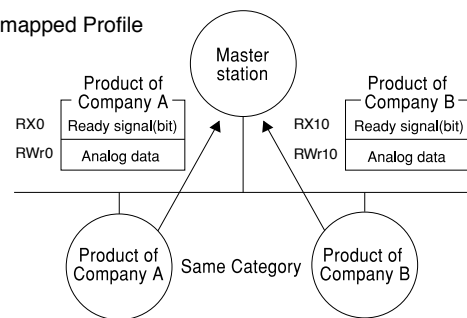 mapped Profile
Master
station
Product of
Company A
RX0 Ready signal(bit)
RWr0 Analog data
Product of
Company B
RX10 Ready signal(bit)
RWr10 Analog data
Product of
Company A
Same Category
Product of
Company B